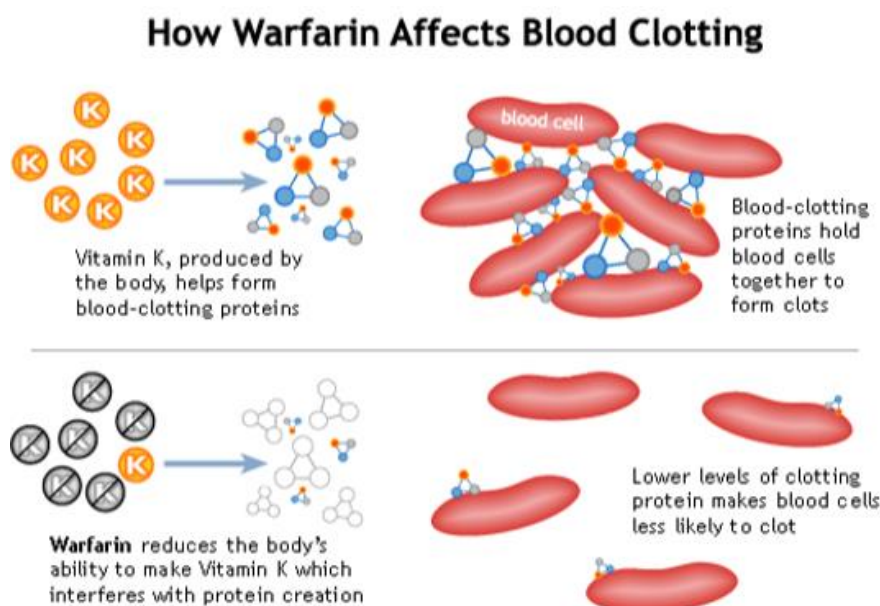 How Warfarin Affects Blood Clotting
K
K
K
K
K
K
K
blood cell
Vitamin K, produced by
the body, helps form
blood-clotting proteins
Blood-clotting
proteins hold
blood cells
together to
form clots
K
K
K
K
K
K
K
Warfarin reduces the body's
ability to make Vitamin K which
interferes with protein creation
Lower levels of clotting
protein makes blood cells
less likely to clot